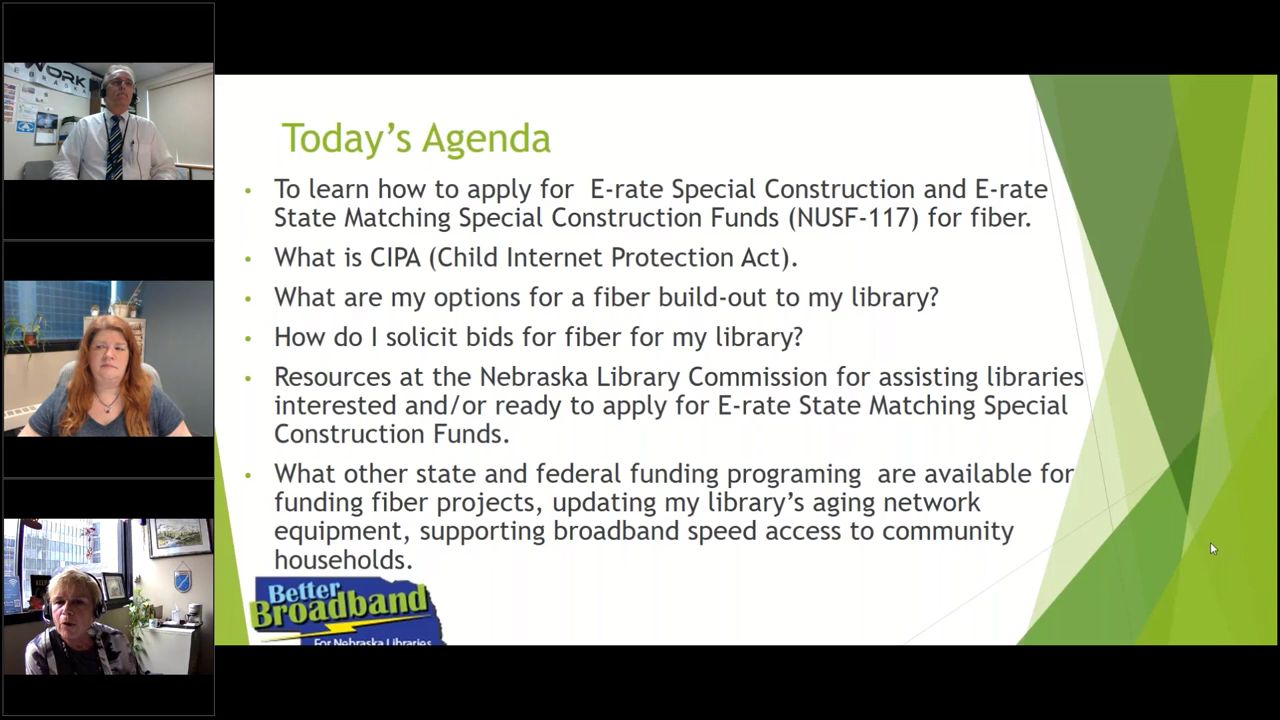 WORK
Today's Agenda
• To learn how to apply for E-rate Special Construction and E-rate
State Matching Special Construction Funds (NUSF-117) for fiber.
• What is CIPA (Child Internet Protection Act).
• What are my options for a fiber build-out to my library?
• How do I solicit bids for fiber for my library?
• Resources at the Nebraska Library Commission for assisting libraries
interested and/or ready to apply for E-rate State Matching Special
Construction Funds.
• What other state and federal funding programing are available for
funding fiber projects, updating my library's aging network
equipment, supporting broadband speed access to community
households.
Better
Broadband
For Nebraska Libraries